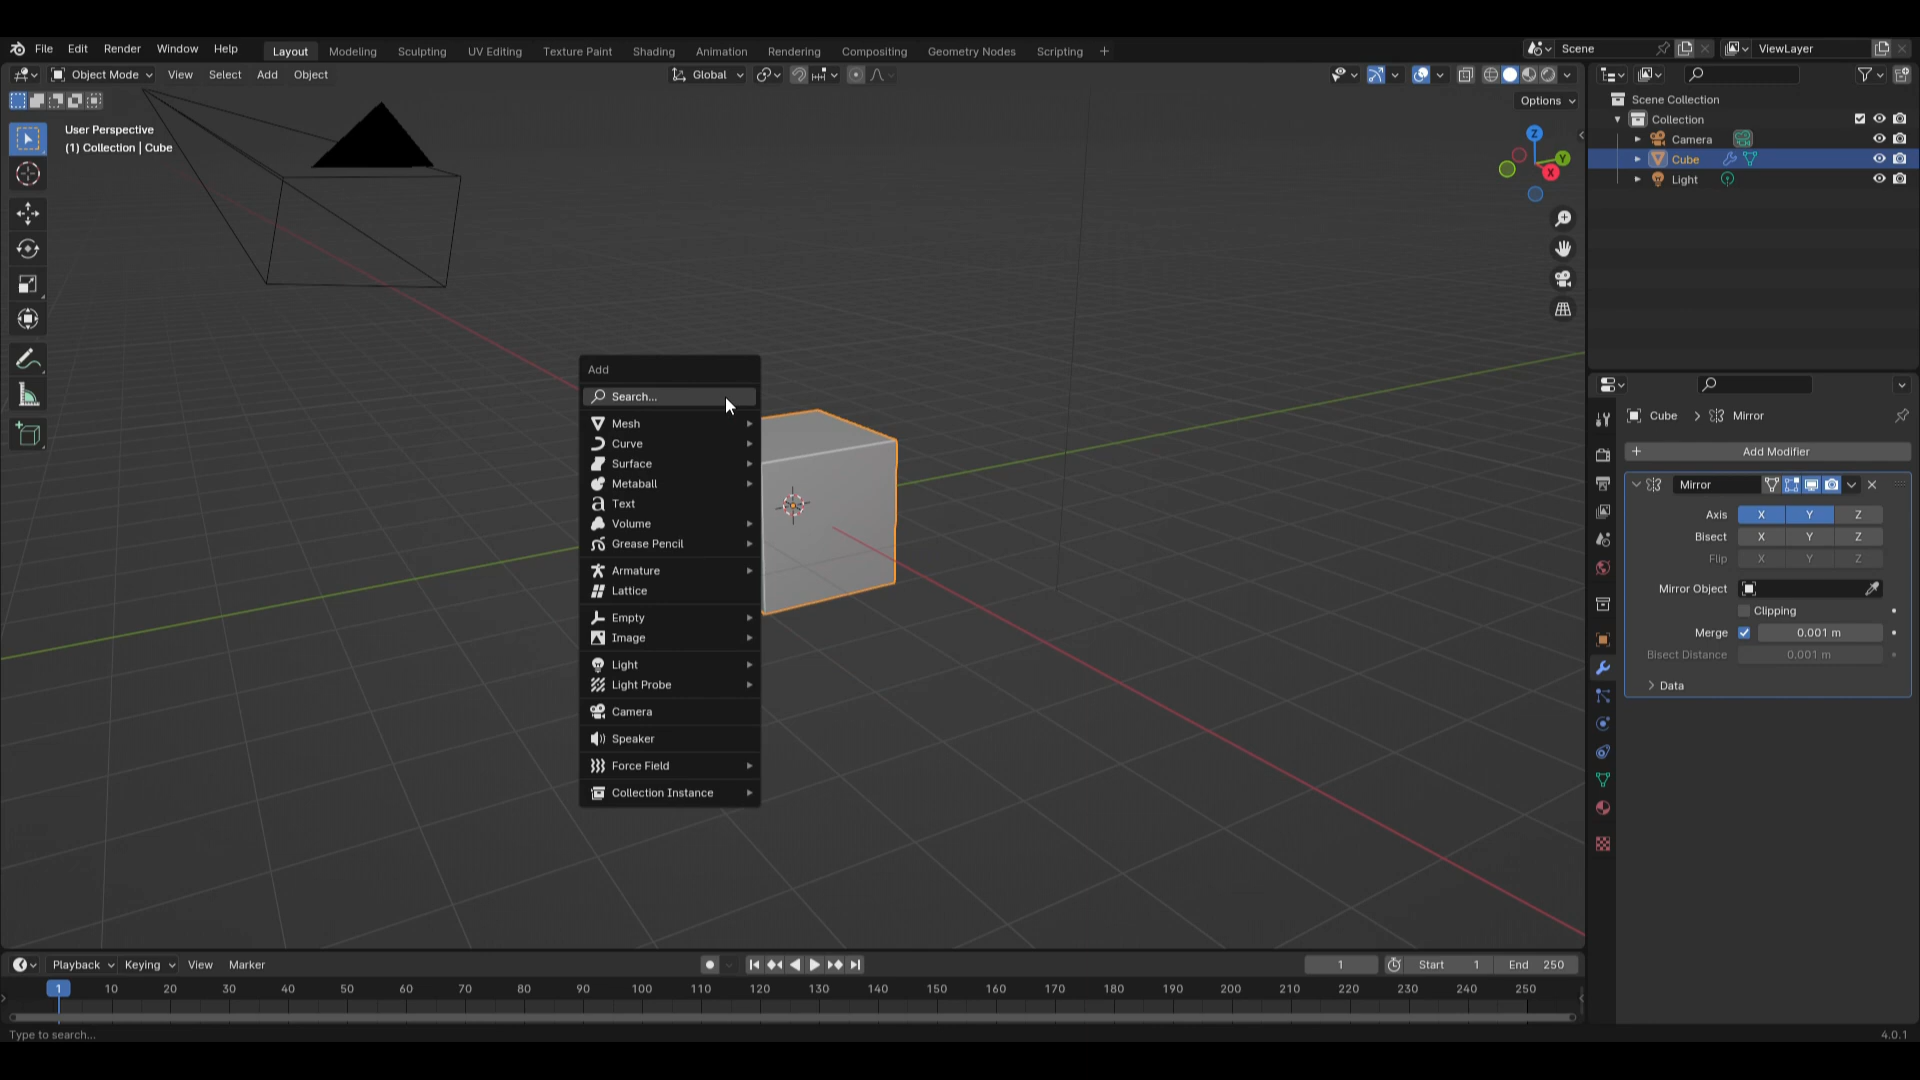 File Edit Render Window Help Layout Modeling Sculpting UV Editing Texture Paint Shading Animation Rendering Compositing Geometry Nodes Scripting + Scene ViewLayer
Object Mode View Select Add Object Global
Options
User Perspective
(1) Collection | Cube
Z
Y
X
Scene Collection
Collection
Camera
Cube
Light
Add
Search...
Mesh
Curve
Surface
Metaball
Text
Volume
Grease Pencil
Armature
Lattice
Empty
Image
Light
Light Probe
Camera
Speaker
Force Field
Collection Instance
Cube > Mirror
+ Add Modifier
Mirror
Axis X Y Z
Bisect X Y Z
Flip X Y Z
Mirror Object
Clipping
Merge 0.001 m
Bisect Distance 0.001 m
Data
Playback Keying View Marker 1 Start 1 End 250
1 10 20 30 40 50 60 70 80 90 100 110 120 130 140 150 160 170 180 190 200 210 220 230 240 250
Type to search... 4.0.1